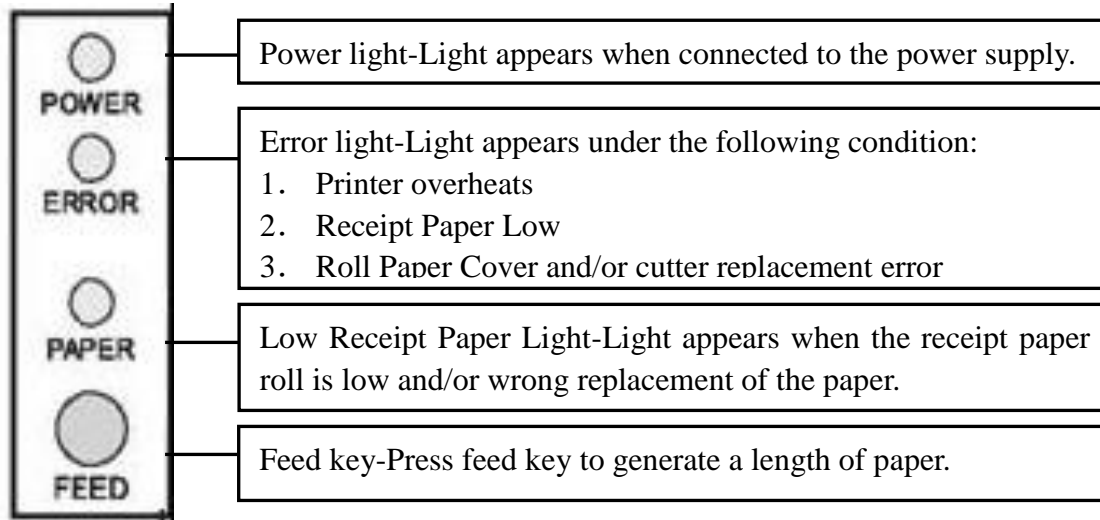 POWER
Power light-Light appears when connected to the power supply.
ERROR
Error light-Light appears under the following condition:
1. Printer overheats
2. Receipt Paper Low
3. Roll Paper Cover and/or cutter replacement error
PAPER
Low Receipt Paper Light-Light appears when the receipt paper
roll is low and/or wrong replacement of the paper.
FEED
Feed key-Press feed key to generate a length of paper.